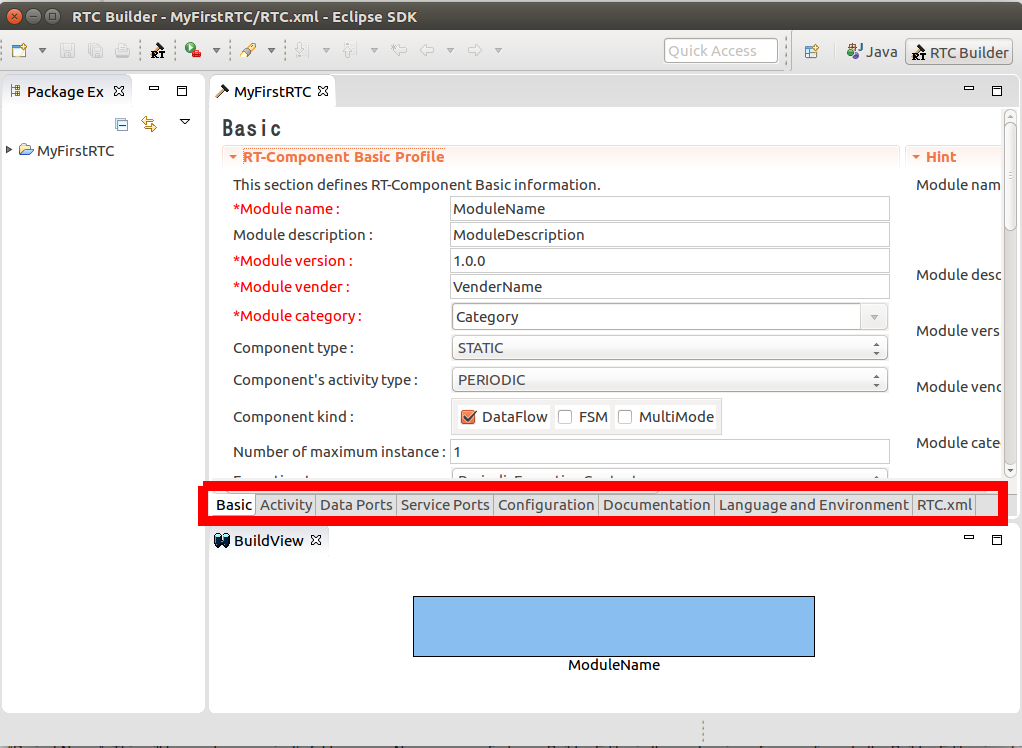 RTC Builder - MyFirstRTC/RTC.xml - Eclipse SDK
RT
Quick Access
Java
RT
RTC Builder
Package Ex
MyFirstRTC
MyFirstRTC
Basic
RT-Component Basic Profile
This section defines RT-Component Basic information.
*Module name :
ModuleName
Module description :
ModuleDescription
*Module version :
1.0.0
*Module vender :
VenderName
*Module category :
Category
Component type :
STATIC
Component's activity type :
PERIODIC
Component kind :
DataFlow FSM MultiMode
Number of maximum instance :
1
Hint
Module nam
Module desc
Module vers
Module venc
Module cate
Basic Activity Data Ports Service Ports Configuration Documentation Language and Environment RTC.xml
BuildView
ModuleName